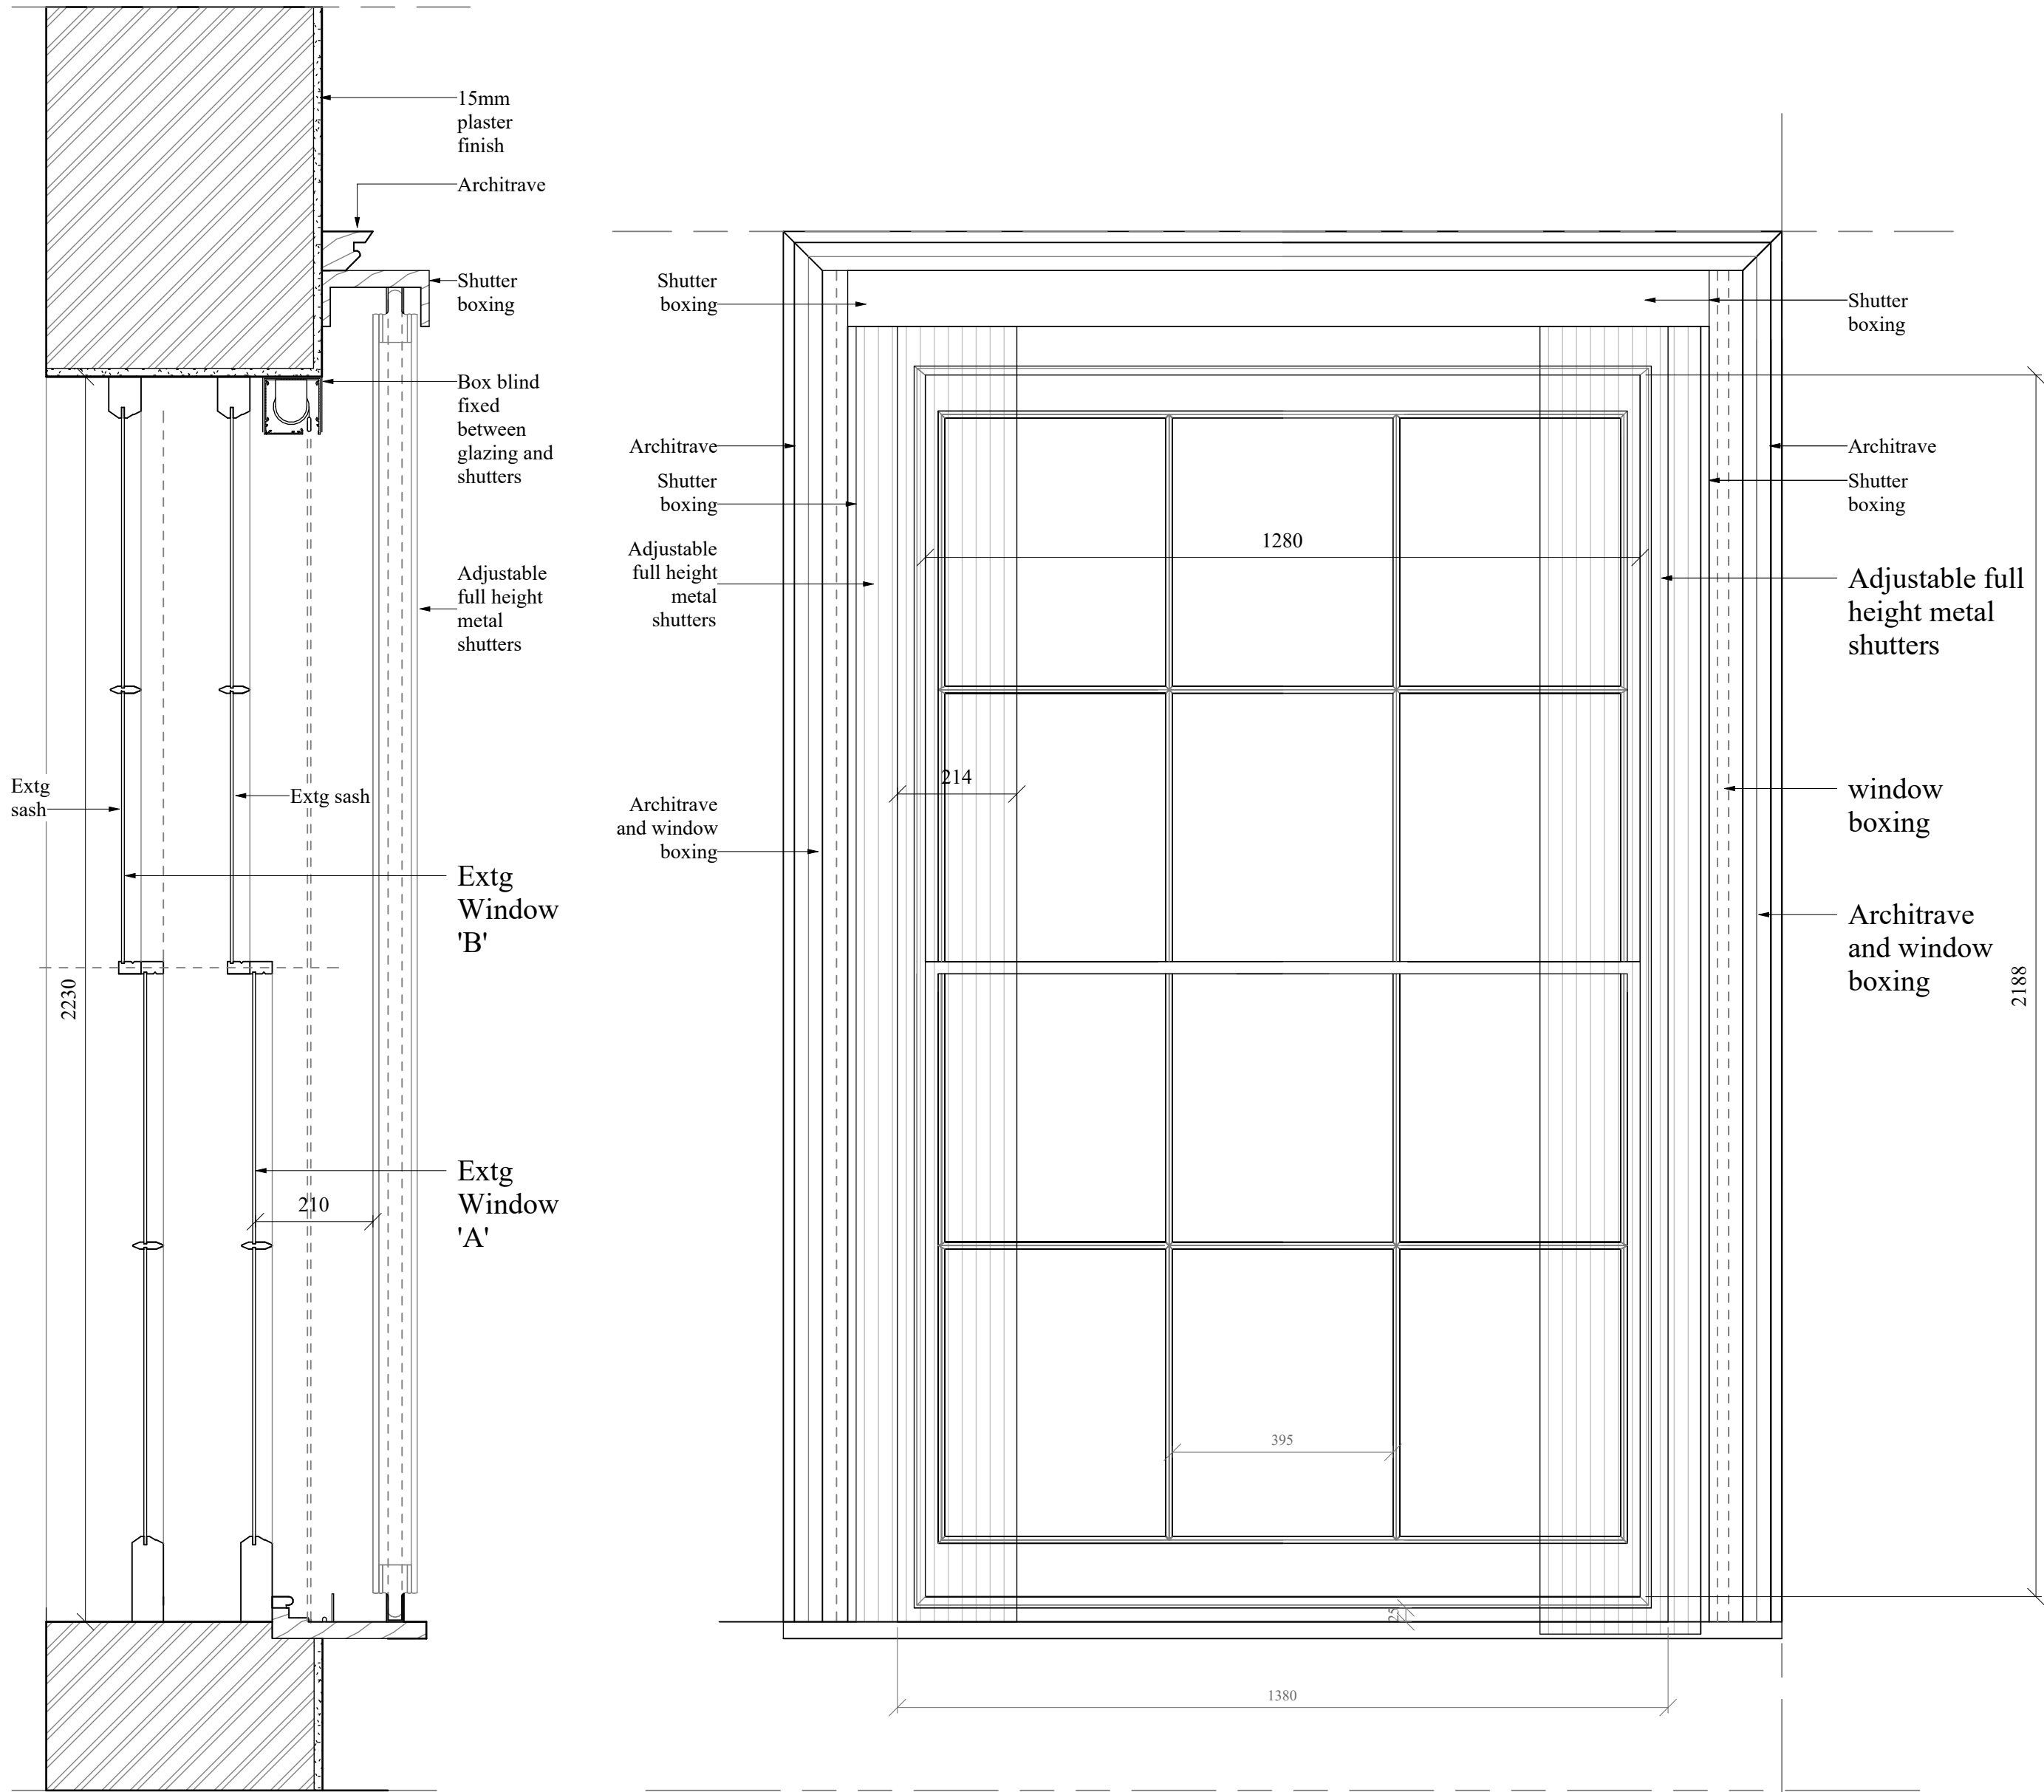 15mm
plaster
finish
Architrave
Shutter
boxing
Box blind
fixed
between
glazing and
shutters
Adjustable
full height
metal
shutters
Extg
sash
Extg sash
Extg
Window
'B'
2230
Extg
Window
'A'
210
Shutter
boxing
Architrave
Shutter
boxing
Adjustable
full height
metal
shutters
Architrave
and window
boxing
1280
214
395
25
1380
Shutter
boxing
Architrave
Shutter
boxing
Adjustable full
height metal
shutters
window
boxing
Architrave
and window
boxing
2188